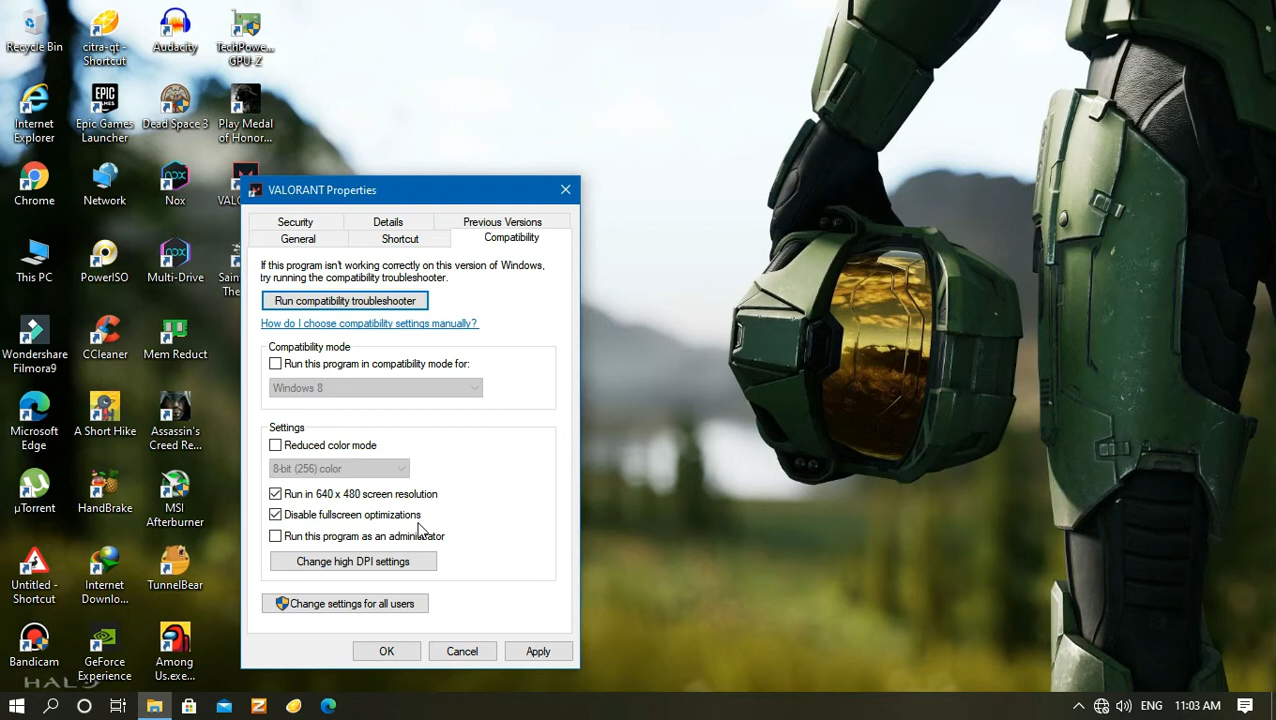 Recycle Bin
citra-qt -
Shortcut
Audacity
TechPowe...
GPU-Z
Internet
Explorer
EPIC
GAMES
Epic Games
Launcher
Dead Space 3
Play Medal
of Honor...
Chrome
Network
nox
Nox
This PC
PowerISO
nox
Multi-Drive
Wondershare
Filmora9
CCleaner
Mem Reduct
Microsoft
Edge
A Short Hike
Assassin's
Creed Re...
µTorrent
HandBrake
MSI
Afterburner
Untitled -
Shortcut
Internet
Downlo...
TunnelBear
Bandicam
GeForce
Experience
Among
Us.exe...
VALORANT Properties
Security
Details
Previous Versions
General
Shortcut
Compatibility
If this program isn't working correctly on this version of Windows,
try running the compatibility troubleshooter.
Run compatibility troubleshooter
How do I choose compatibility settings manually?
Compatibility mode
Run this program in compatibility mode for:
Windows 8
Settings
Reduced color mode
8-bit (256) color
Run in 640 x 480 screen resolution
Disable fullscreen optimizations
Run this program as an administrator
Change high DPI settings
Change settings for all users
OK
Cancel
Apply
HALO
ENG
11:03 AM